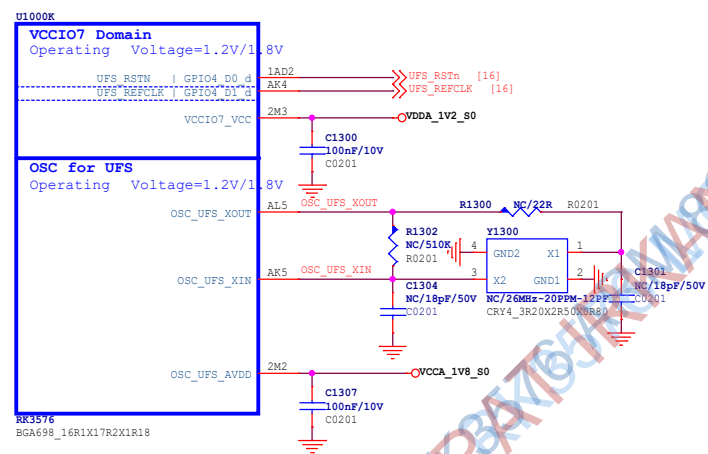 U1000K
VCCIO7 Domain
Operating Voltage=1.2V/1.8V
UFS_RSTN | GPIO4_D0_d 1AD2 UFS_RSTn [16]
UFS_REFCLK | GPIO4_D1_d AK4 UFS_REFCLK [16]
VCCIO7_VCC 2M3 VDDA_1V2_S0
C1300
100nF/10V
C0201
OSC for UFS
Operating Voltage=1.2V/1.8V
OSC_UFS_XOUT AL5 OSC_UFS_XOUT R1300 NC/22R R0201
R1302
NC/510K
R0201
Y1300
4 GND2 X1 1
OSC_UFS_XIN AK5 OSC_UFS_XIN 3 X2 GND1 2
C1304
NC/18pF/50V
C0201
NC/26MHz-20PPM-12PF
CRY4_3R20X2R50X0R80
C1301
NC/18pF/50V
C0201
OSC_UFS_AVDD 2M2 VCCA_1V8_S0
C1307
100nF/10V
C0201
RK3576
BGA698_16R1X17R2X1R18